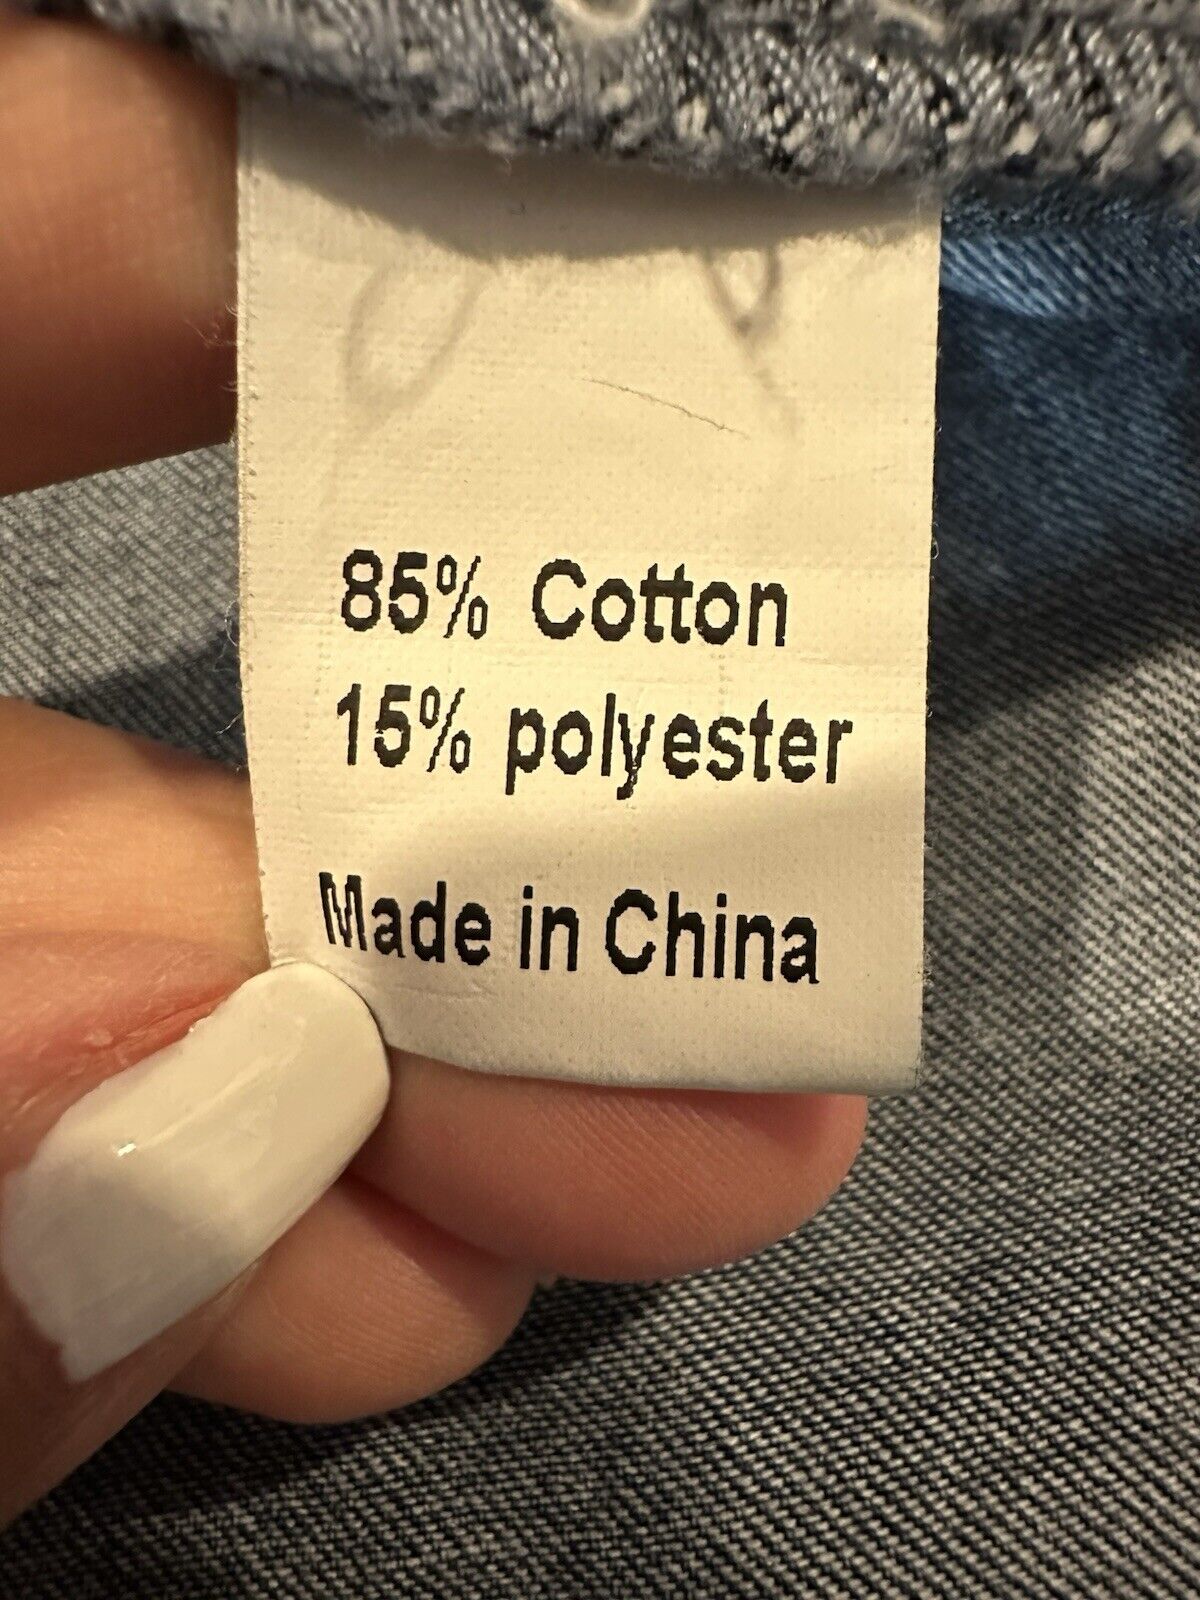 85% Cotton
15% polyester
Made in China